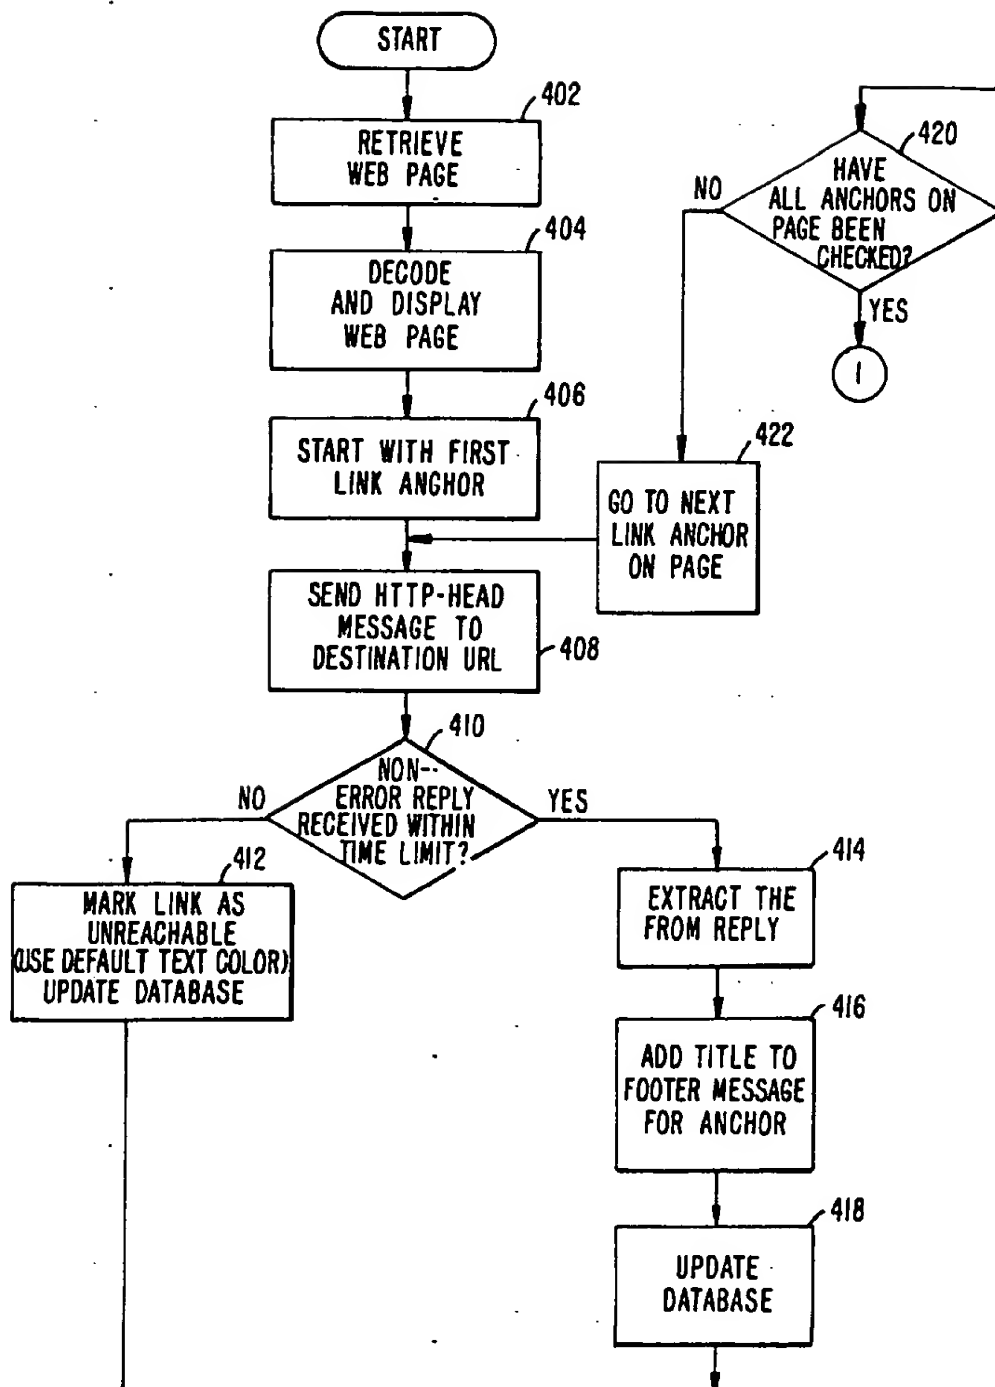 START
402
RETRIEVE
WEB PAGE
404
DECODE
AND DISPLAY
WEB PAGE
406
START WITH FIRST
LINK ANGHOR
SEND HTTP-HEAD
MESSAGE TO
DESTINATION URL
408
410
NON--
ERROR REPLY
RECEIVED WITHIN
TIME LIMIT?
NO
YES
412
MARK LINK AS
UNREACHABLE
(USE DEFAULT TEXT COLOR)
UPDATE DATABASE
414
EXTRACT THE
FROM REPLY
416
ADD TITLE TO
FOOTER MESSAGE
FOR ANCHOR
418
UPDATE
DATABASE
420
HAVE
ALL ANCHORS ON
PAGE BEEN
CHECKED?
NO
YES
1
422
GO TO NEXT
LINK ANCHOR
ON PAGE